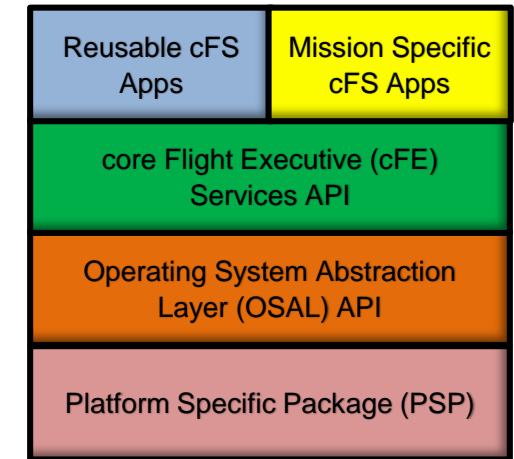 Reusable cFS
Apps
Mission Specific
cFS Apps
core Flight Executive (cFE)
Services API
Operating System Abstraction
Layer (OSAL) API
Platform Specific Package (PSP)